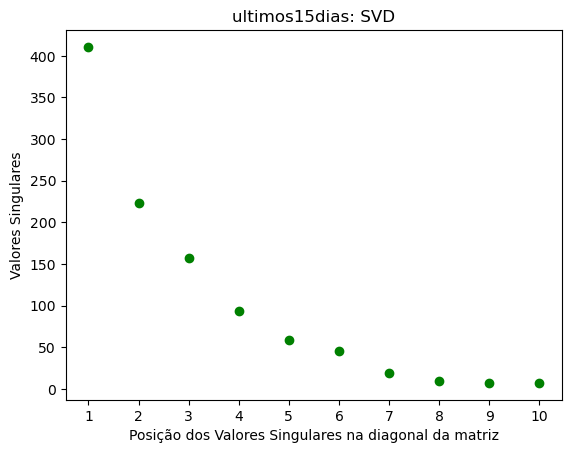 ultimos15dias: SVD
Valores Singulares
400
350
300
250
200
150
100
50
0
1 2 3 4 5 6 7 8 9 10
Posição dos Valores Singulares na diagonal da matriz